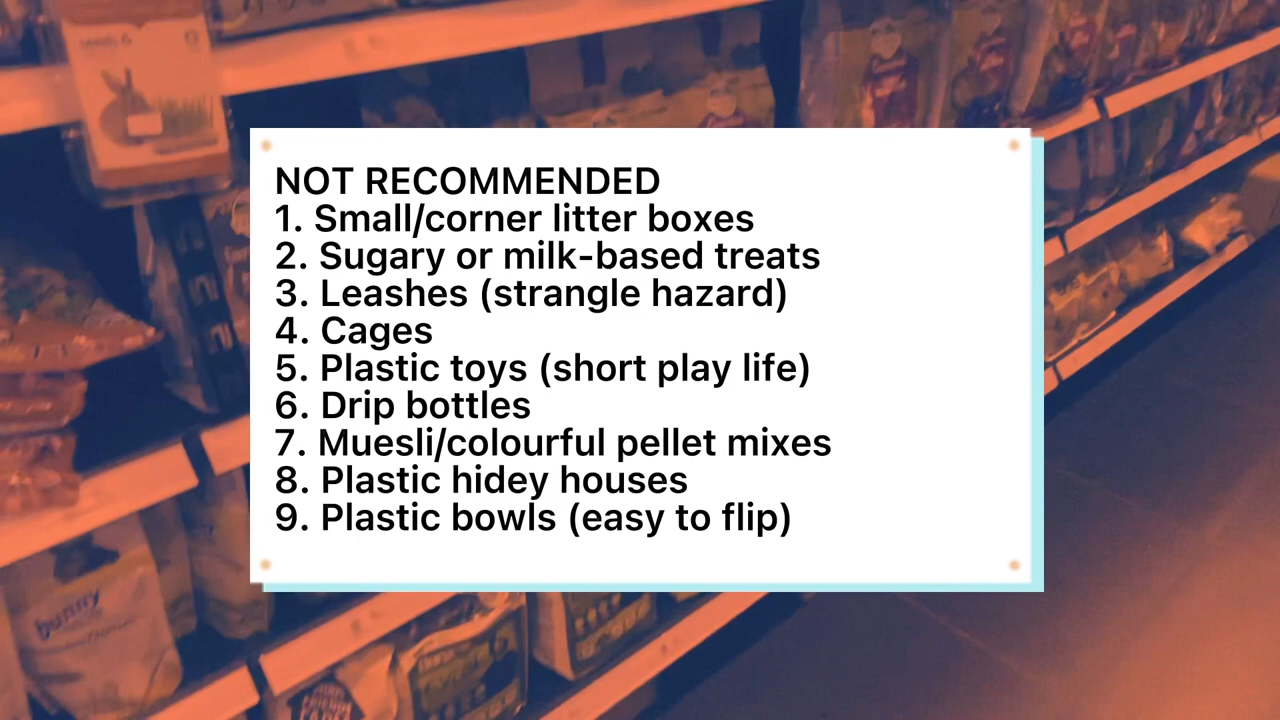 NOT RECOMMENDED
1. Small/corner litter boxes
2. Sugary or milk-based treats
3. Leashes (strangle hazard)
4. Cages
5. Plastic toys (short play life)
6. Drip bottles
7. Muesli/colourful pellet mixes
8. Plastic hidey houses
9. Plastic bowls (easy to flip)
bunny